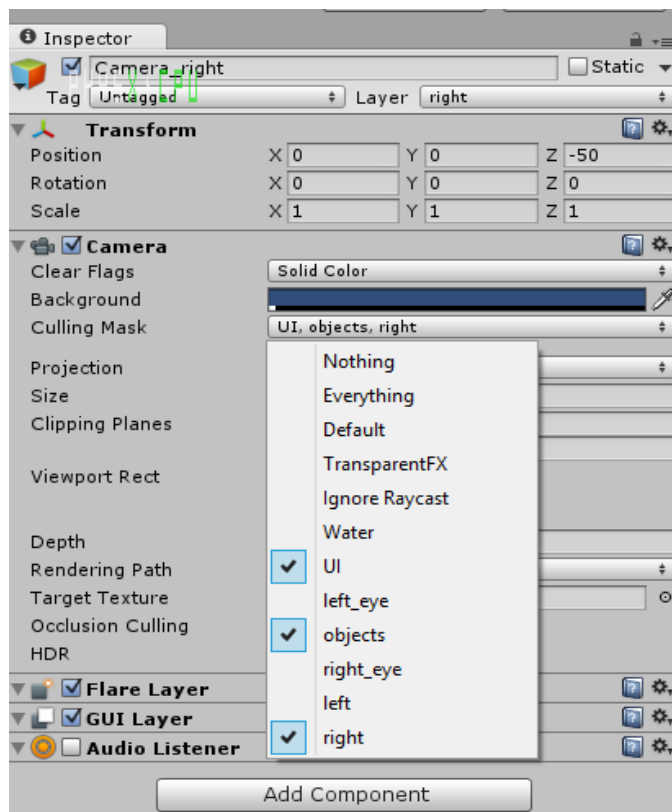 Inspector
Camera_right Static
Tag Untagged Layer right
Transform
Position X 0 Y 0 Z -50
Rotation X 0 Y 0 Z 0
Scale X 1 Y 1 Z 1
Camera
Clear Flags Solid Color
Background
Culling Mask UI, objects, right
Nothing
Projection
Everything
Size
Clipping Planes Default
TransparentFX
Viewport Rect
Ignore Raycast
Water
Depth
Rendering Path UI
Target Texture left_eye
Occlusion Culling objects
HDR right_eye
Flare Layer left
GUI Layer
Audio Listener right
Add Component